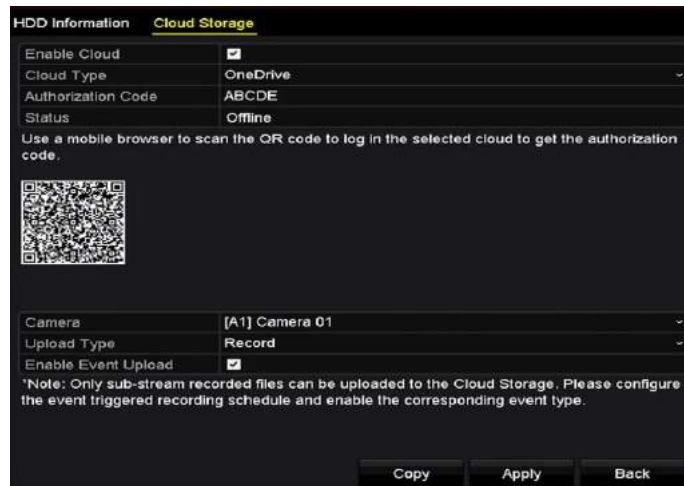 HDD Information Cloud Storage
Enable Cloud
Cloud Type OneDrive
Authorization Code ABCDE
Status Offline
Use a mobile browser to scan the QR code to log in the selected cloud to get the authorization
code.
Camera [A1] Camera 01
Upload Type Record
Enable Event Upload
*Note: Only sub-stream recorded files can be uploaded to the Cloud Storage. Please configure
the event triggered recording schedule and enable the corresponding event type.
Copy Apply Back